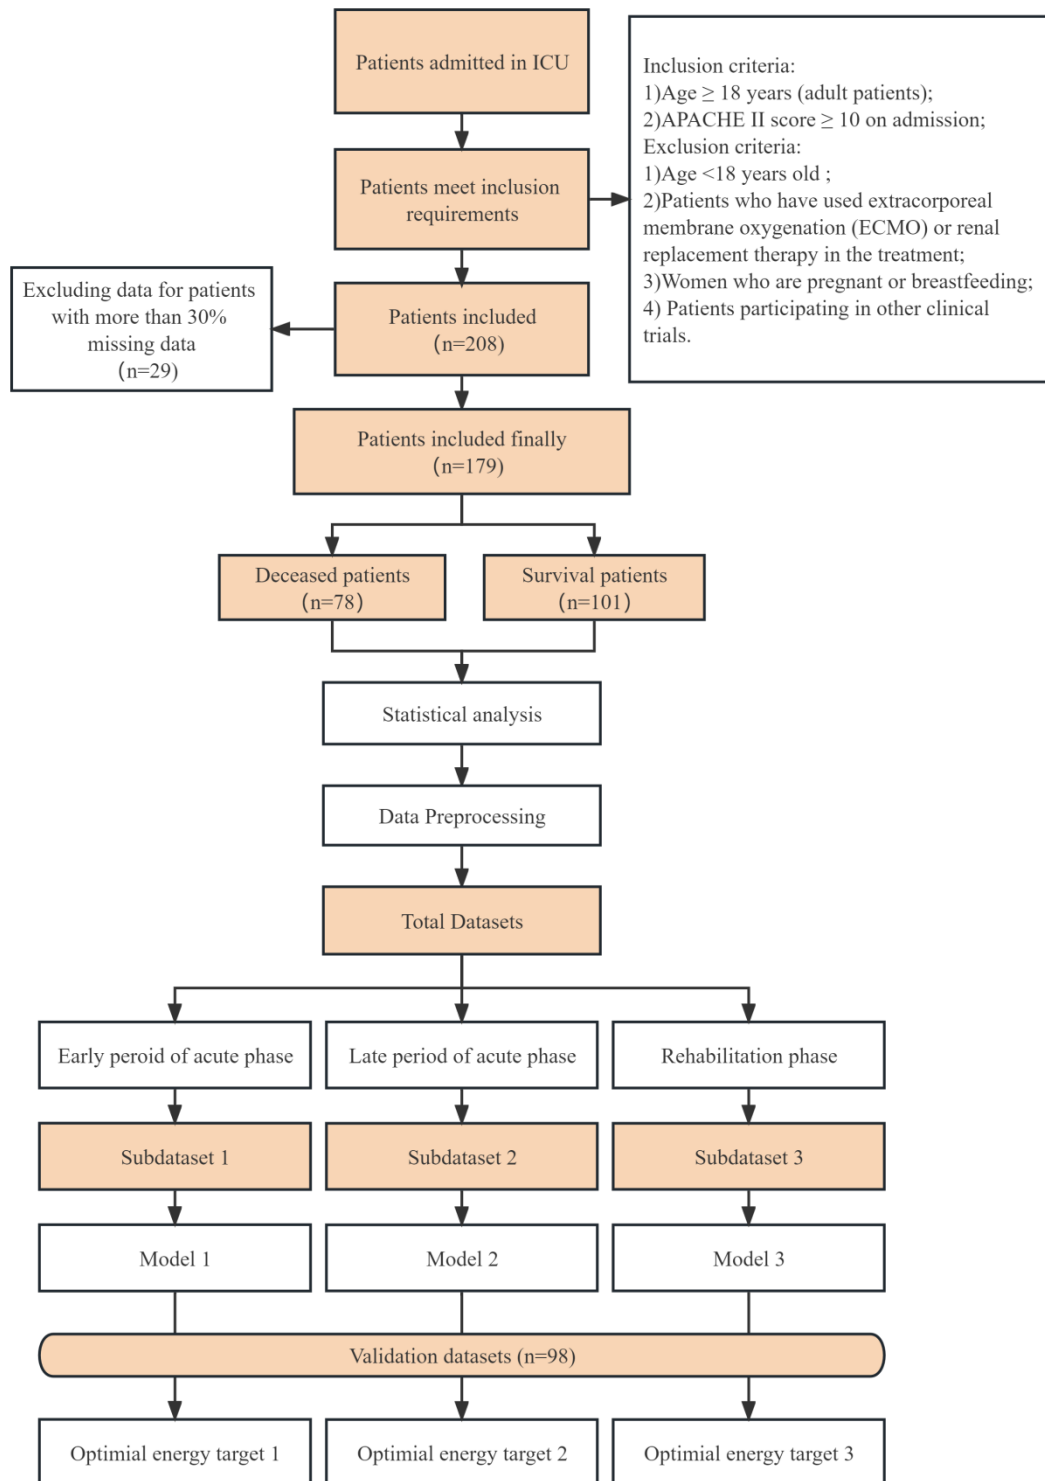 Patients admitted in ICU
Inclusion criteria:
1)Age ≥ 18 years (adult patients);
2)APACHE II score ≥ 10 on admission;
Exclusion criteria:
1)Age <18 years old ;
2)Patients who have used extracorporeal
membrane oxygenation (ECMO) or renal
replacement therapy in the treatment;
3)Women who are pregnant or breastfeeding;
4) Patients participating in other clinical
trials.
Patients meet inclusion
requirements
Excluding data for patients
with more than 30%
missing data
(n=29)
Patients included
(n=208)
Patients included finally
(n=179)
Deceased patients
(n=78)
Survival patients
(n=101)
Statistical analysis
Data Preprocessing
Total Datasets
Early peroid of acute phase
Late period of acute phase
Rehabilitation phase
Subdataset 1
Subdataset 2
Subdataset 3
Model 1
Model 2
Model 3
Validation datasets (n=98)
Optimial energy target 1
Optimial energy target 2
Optimial energy target 3